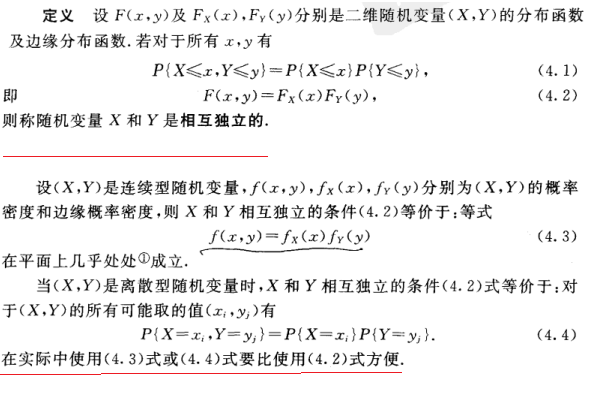 定义 设 F(x,y)及 F_X(x),F_Y(y)分别是二维随机变量(X,Y)的分布函数
及边缘分布函数.若对于所有 x,y 有
P{X⩽x,Y⩽y}=P{X⩽x}P{Y⩽y}, (4.1)
即 F(x,y)=F_X(x)F_Y(y), (4.2)
则称随机变量 X 和 Y 是相互独立的.
设(X,Y)是连续型随机变量,f(x,y),f_X(x),f_Y(y)分别为(X,Y)的概率
密度和边缘概率密度,则 X 和 Y 相互独立的条件(4.2)等价于:等式
f(x,y)=f_X(x)f_Y(y) (4.3)
在平面上几乎处处①成立.
当(X,Y)是离散型随机变量时,X 和 Y 相互独立的条件(4.2)式等价于:对
于(X,Y)的所有可能取的值(x_i,y_j)有
P{X=x_i,Y=y_j}=P{X=x_i}P{Y=y_j}. (4.4)
在实际中使用(4.3)式或(4.4)式要比使用(4.2)式方便.